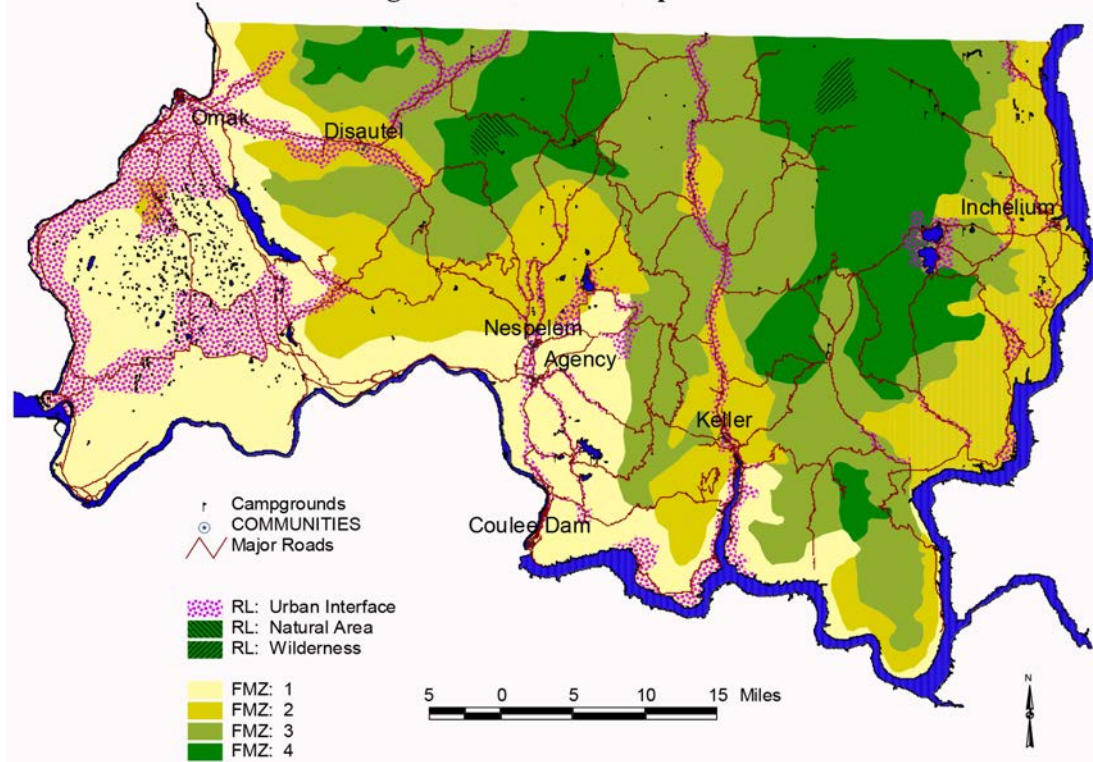 Omak
Disautel
Inchelium
Nespelem
Agency
Keller
Coulee Dam
Campgrounds
COMMUNITIES
Major Roads
RL: Urban Interface
RL: Natural Area
RL: Wilderness
FMZ: 1
FMZ: 2
FMZ: 3
FMZ: 4
5 0 5 10 15 Miles
N